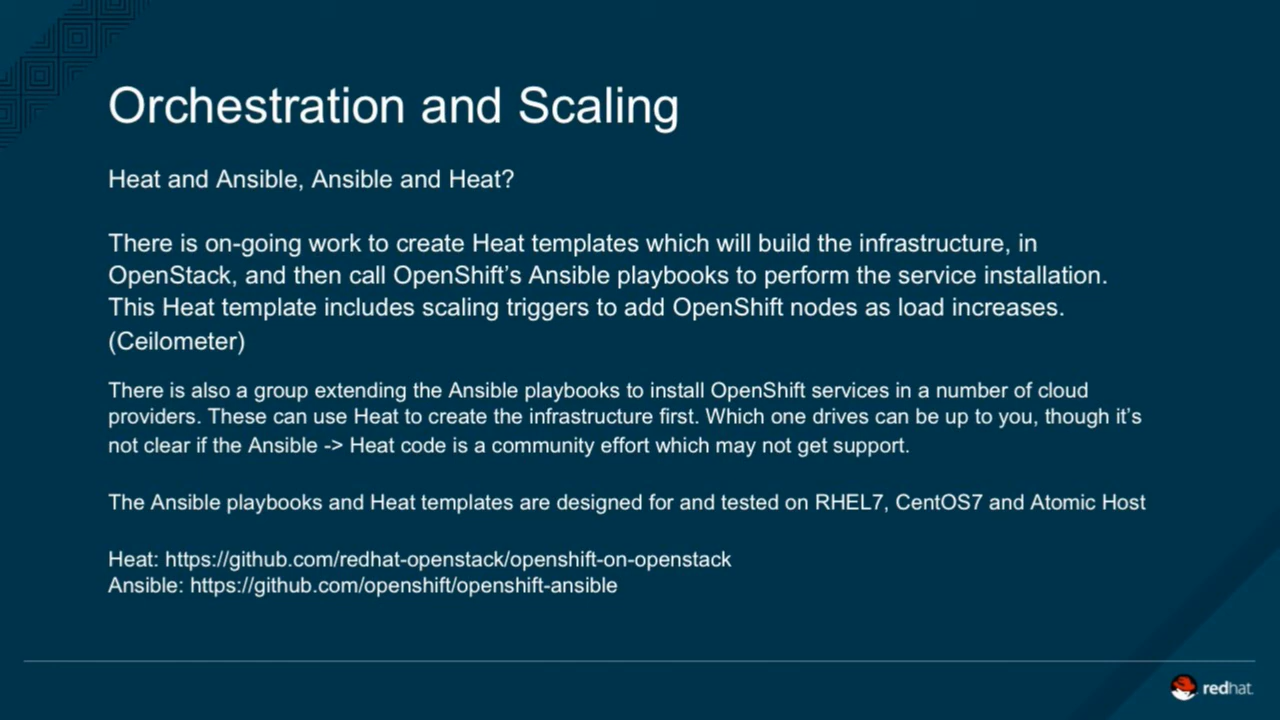 Orchestration and Scaling
Heat and Ansible, Ansible and Heat?
There is on-going work to create Heat templates which will build the infrastructure, in
OpenStack, and then call OpenShift's Ansible playbooks to perform the service installation.
This Heat template includes scaling triggers to add OpenShift nodes as load increases.
(Ceilometer)
There is also a group extending the Ansible playbooks to install OpenShift services in a number of cloud
providers. These can use Heat to create the infrastructure first. Which one drives can be up to you, though it's
not clear if the Ansible -> Heat code is a community effort which may not get support.
The Ansible playbooks and Heat templates are designed for and tested on RHEL7, CentOS7 and Atomic Host
Heat: https://github.com/redhat-openstack/openshift-on-openstack
Ansible: https://github.com/openshift/openshift-ansible
redhat.